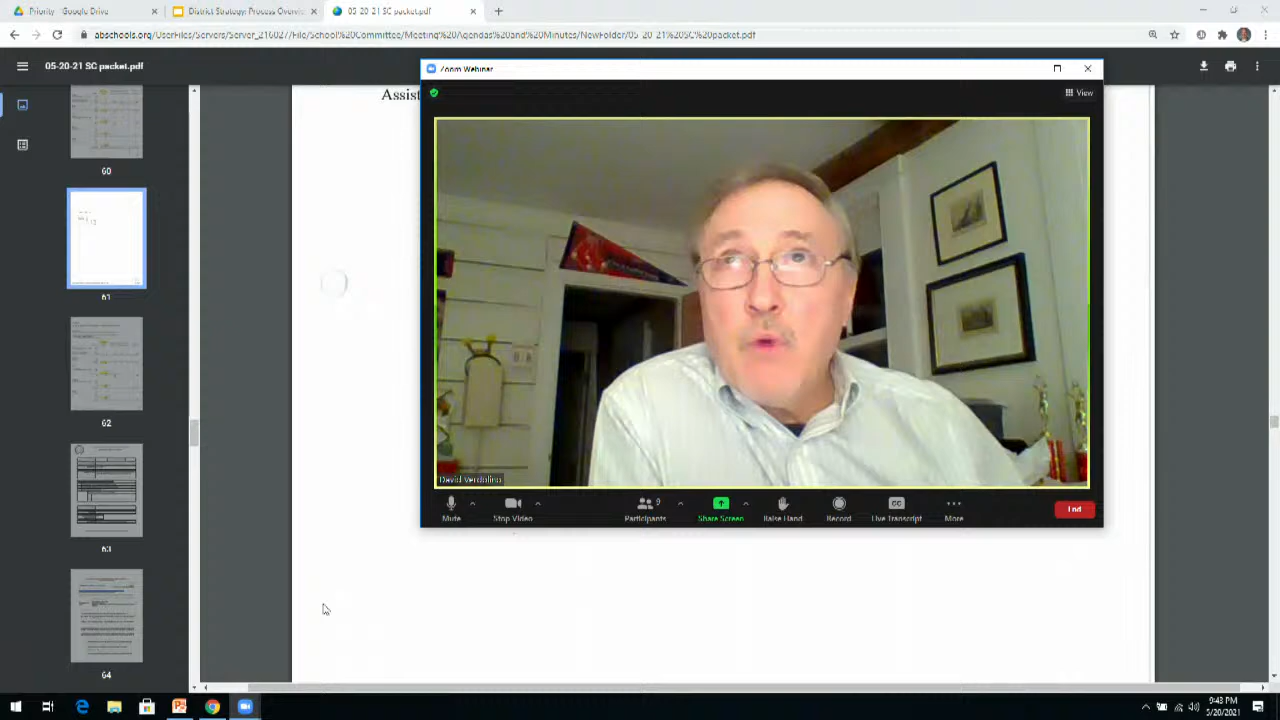 Priority - Google Drive
District Strategy: Process Overvie
05-20-21 SC packet.pdf
abschools.org/UserFiles/Servers/Server_216027/File/School%20Committee/Meeting%20Agendas%20and%20Minutes/NewFolder/05-20-21%20SC%20packet.pdf
05-20-21 SC packet.pdf
Zoom Webinar
View
Assist
60
61
62
63
64
David Verdolino
Mute
Stop Video
9
Participants
Share Screen
Raise Hand
Record
CC
Live Transcript
More
End
9:43 PM
5/20/2021